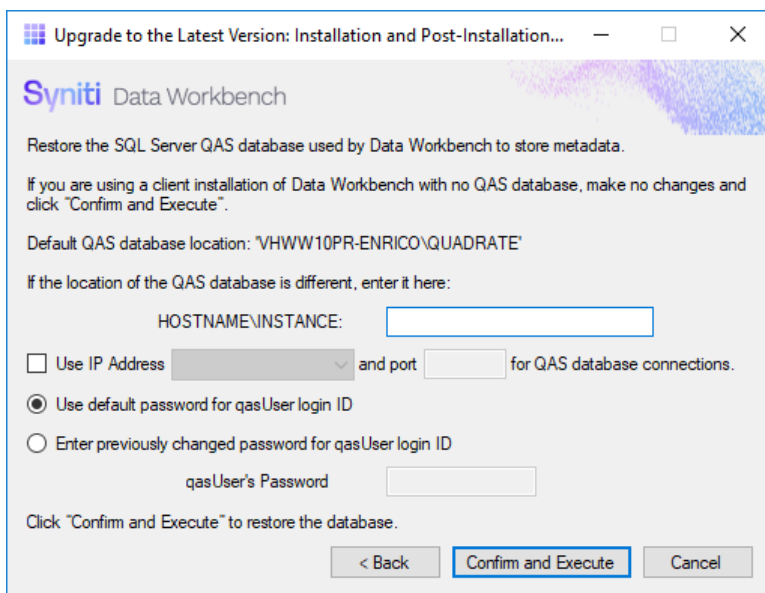 Upgrade to the Latest Version: Installation and Post-Installation...
Syniti Data Workbench
Restore the SQL Server QAS database used by Data Workbench to store metadata.
If you are using a client installation of Data Workbench with no QAS database, make no changes and
click "Confirm and Execute".
Default QAS database location: "VHWW10PR-ENRICO\QUADRATE"
If the location of the QAS database is different, enter it here:
HOSTNAME\INSTANCE:
Use IP Address and port for QAS database connections.
Use default password for qasUser login ID
Enter previously changed password for qasUser login ID
qasUser's Password
Click "Confirm and Execute" to restore the database.
< Back Confirm and Execute Cancel